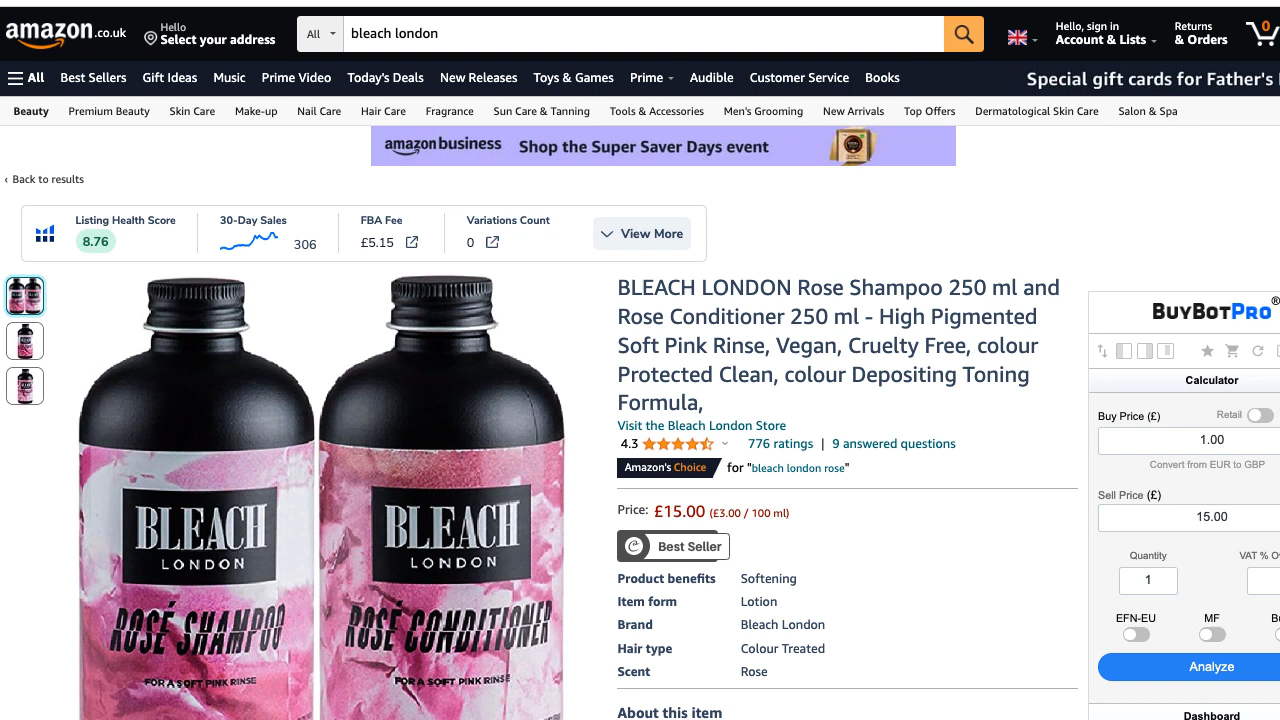 amazon.co.uk
Hello
Select your address
All
bleach london
Hello, sign in
Account & Lists
Returns
& Orders
0
All Best Sellers Gift Ideas Music Prime Video Today's Deals New Releases Toys & Games Prime Audible Customer Service Books Special gift cards for Father's
Beauty Premium Beauty Skin Care Make-up Nail Care Hair Care Fragrance Sun Care & Tanning Tools & Accessories Men's Grooming New Arrivals Top Offers Dermatological Skin Care Salon & Spa
amazon business Shop the Super Saver Days event
‹ Back to results
Listing Health Score
8.76
30-Day Sales
306
FBA Fee
£5.15
Variations Count
0
View More
BLEACH
LONDON
ROSÉ SHAMPOO
FOR A SOFT PINK RINSE
BLEACH
LONDON
ROSÉ CONDITIONER
FOR A SOFT PINK RINSE
BLEACH LONDON Rose Shampoo 250 ml and
Rose Conditioner 250 ml - High Pigmented
Soft Pink Rinse, Vegan, Cruelty Free, colour
Protected Clean, colour Depositing Toning
Formula,
Visit the Bleach London Store
4.3 776 ratings | 9 answered questions
Amazon's Choice for "bleach london rose"
Price: £15.00 (£3.00 / 100 ml)
Best Seller
Product benefits Softening
Item form Lotion
Brand Bleach London
Hair type Colour Treated
Scent Rose
About this item
BUYBOTPRO®
Calculator
Buy Price (£) Retail
1.00
Convert from EUR to GBP
Sell Price (£)
15.00
Quantity VAT %
1
EFN-EU MF
Analyze
Dashboard